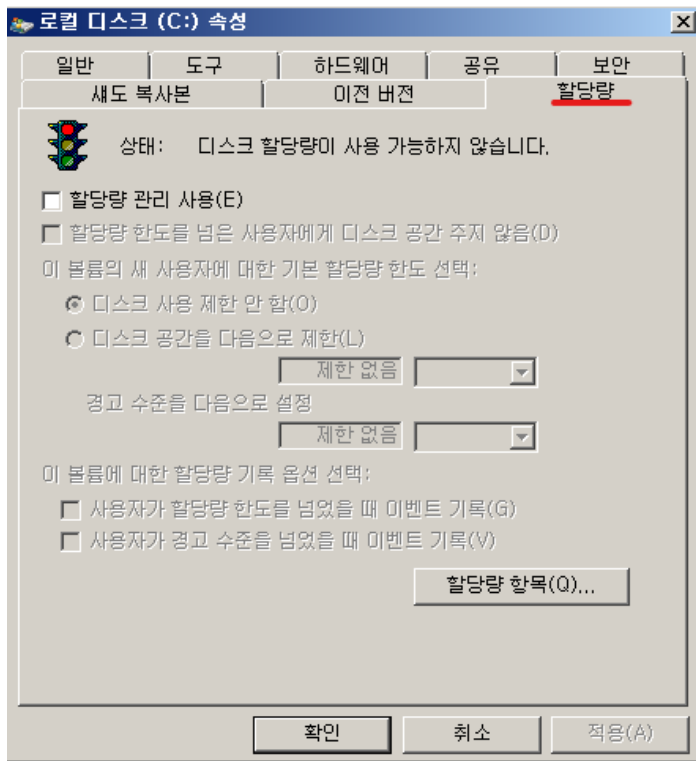 로컬 디스크 (C:) 속성
일반 도구 하드웨어 공유 보안
섀도 복사본 이전 버전 할당량
상태: 디스크 할당량이 사용 가능하지 않습니다.
할당량 관리 사용(E)
할당량 한도를 넘은 사용자에게 디스크 공간 주지 않음(D)
이 볼륨의 새 사용자에 대한 기본 할당량 한도 선택:
디스크 사용 제한 안 함(O)
디스크 공간을 다음으로 제한(L)
제한 없음
경고 수준을 다음으로 설정
제한 없음
이 볼륨에 대한 할당량 기록 옵션 선택:
사용자가 할당량 한도를 넘었을 때 이벤트 기록(G)
사용자가 경고 수준을 넘었을 때 이벤트 기록(V)
할당량 항목(Q)...
확인 취소 적용(A)